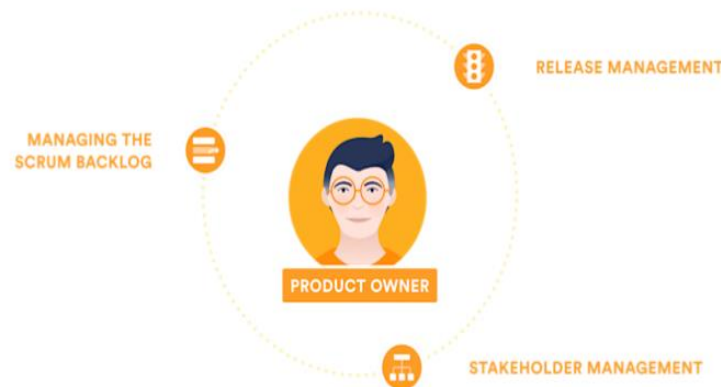 RELEASE MANAGEMENT
MANAGING THE
SCRUM BACKLOG
PRODUCT OWNER
STAKEHOLDER MANAGEMENT